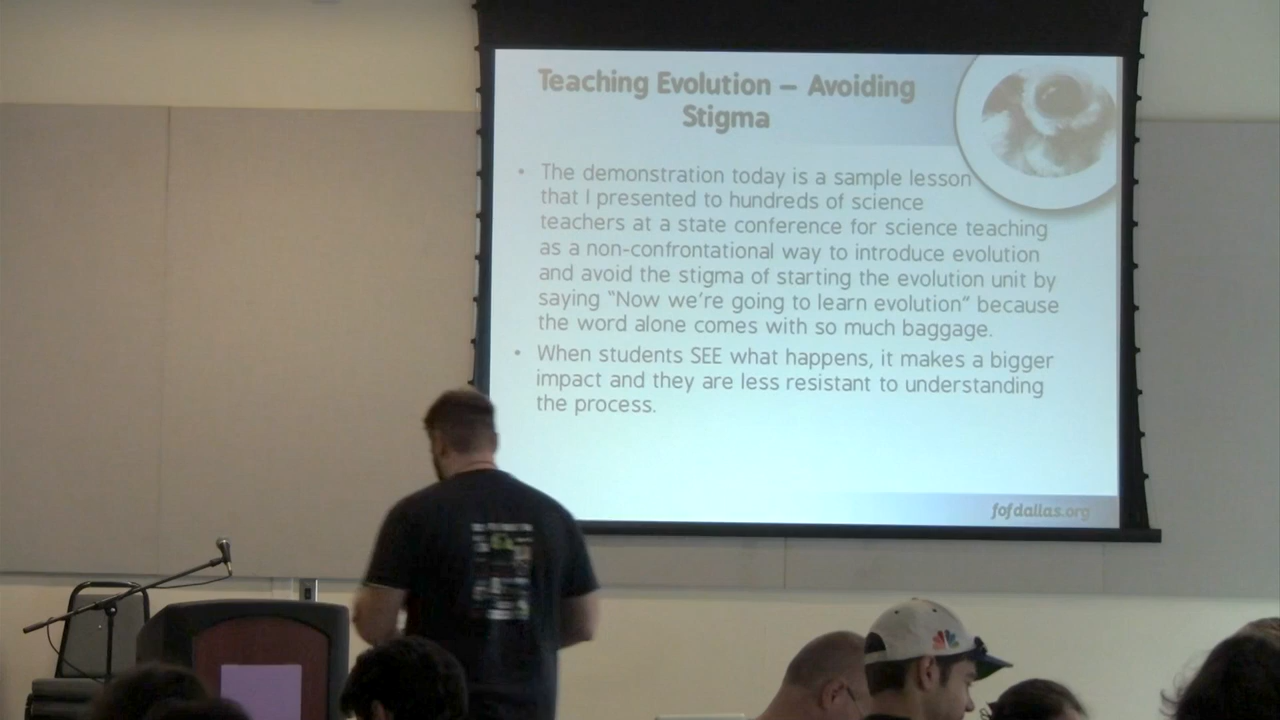 Teaching Evolution – Avoiding
Stigma
• The demonstration today is a sample lesson
that I presented to hundreds of science
teachers at a state conference for science teaching
as a non-confrontational way to introduce evolution
and avoid the stigma of starting the evolution unit by
saying "Now we're going to learn evolution" because
the word alone comes with so much baggage.
• When students SEE what happens, it makes a bigger
impact and they are less resistant to understanding
the process.
fofdallas.org